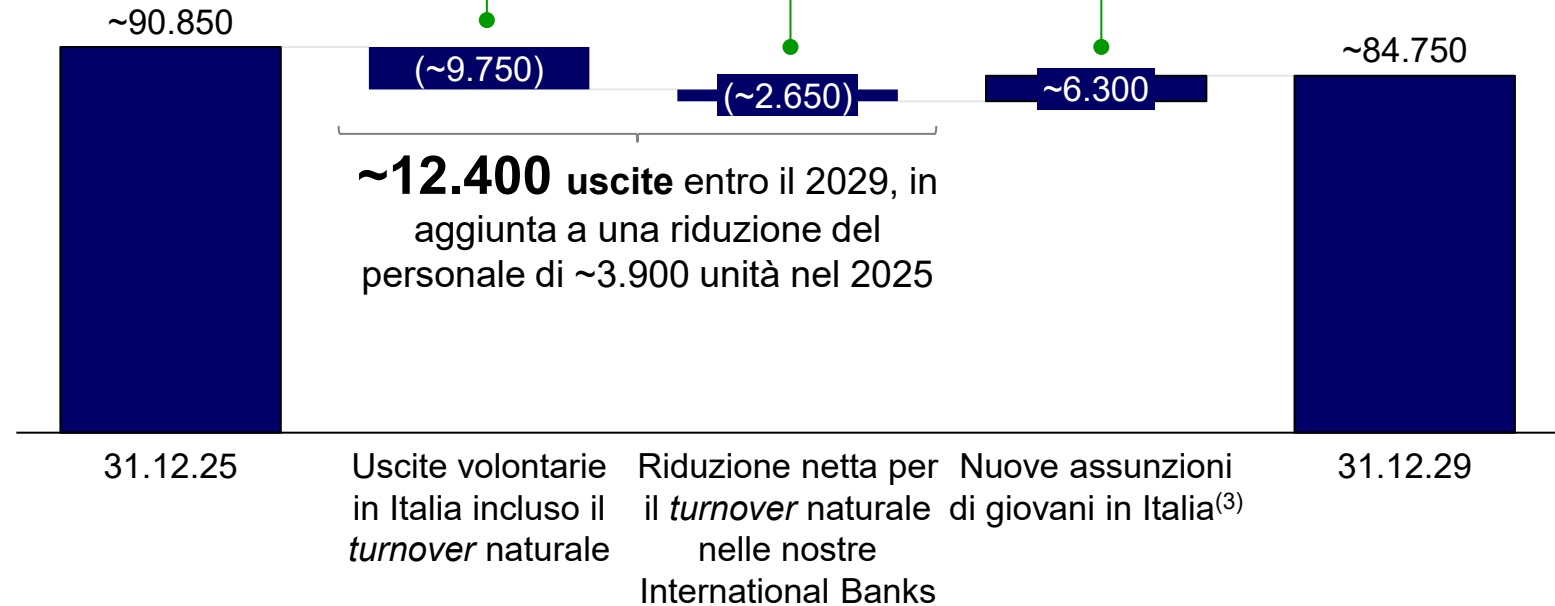 ~90.850
(~9.750)
(~2.650)
~6.300
~84.750
~12.400 uscite entro il 2029, in
aggiunta a una riduzione del
personale di ~3.900 unità nel 2025
31.12.25
Uscite volontarie
in Italia incluso il
turnover naturale
Riduzione netta per
il turnover naturale
nelle nostre
International Banks
Nuove assunzioni
di giovani in Italia(3)
31.12.29